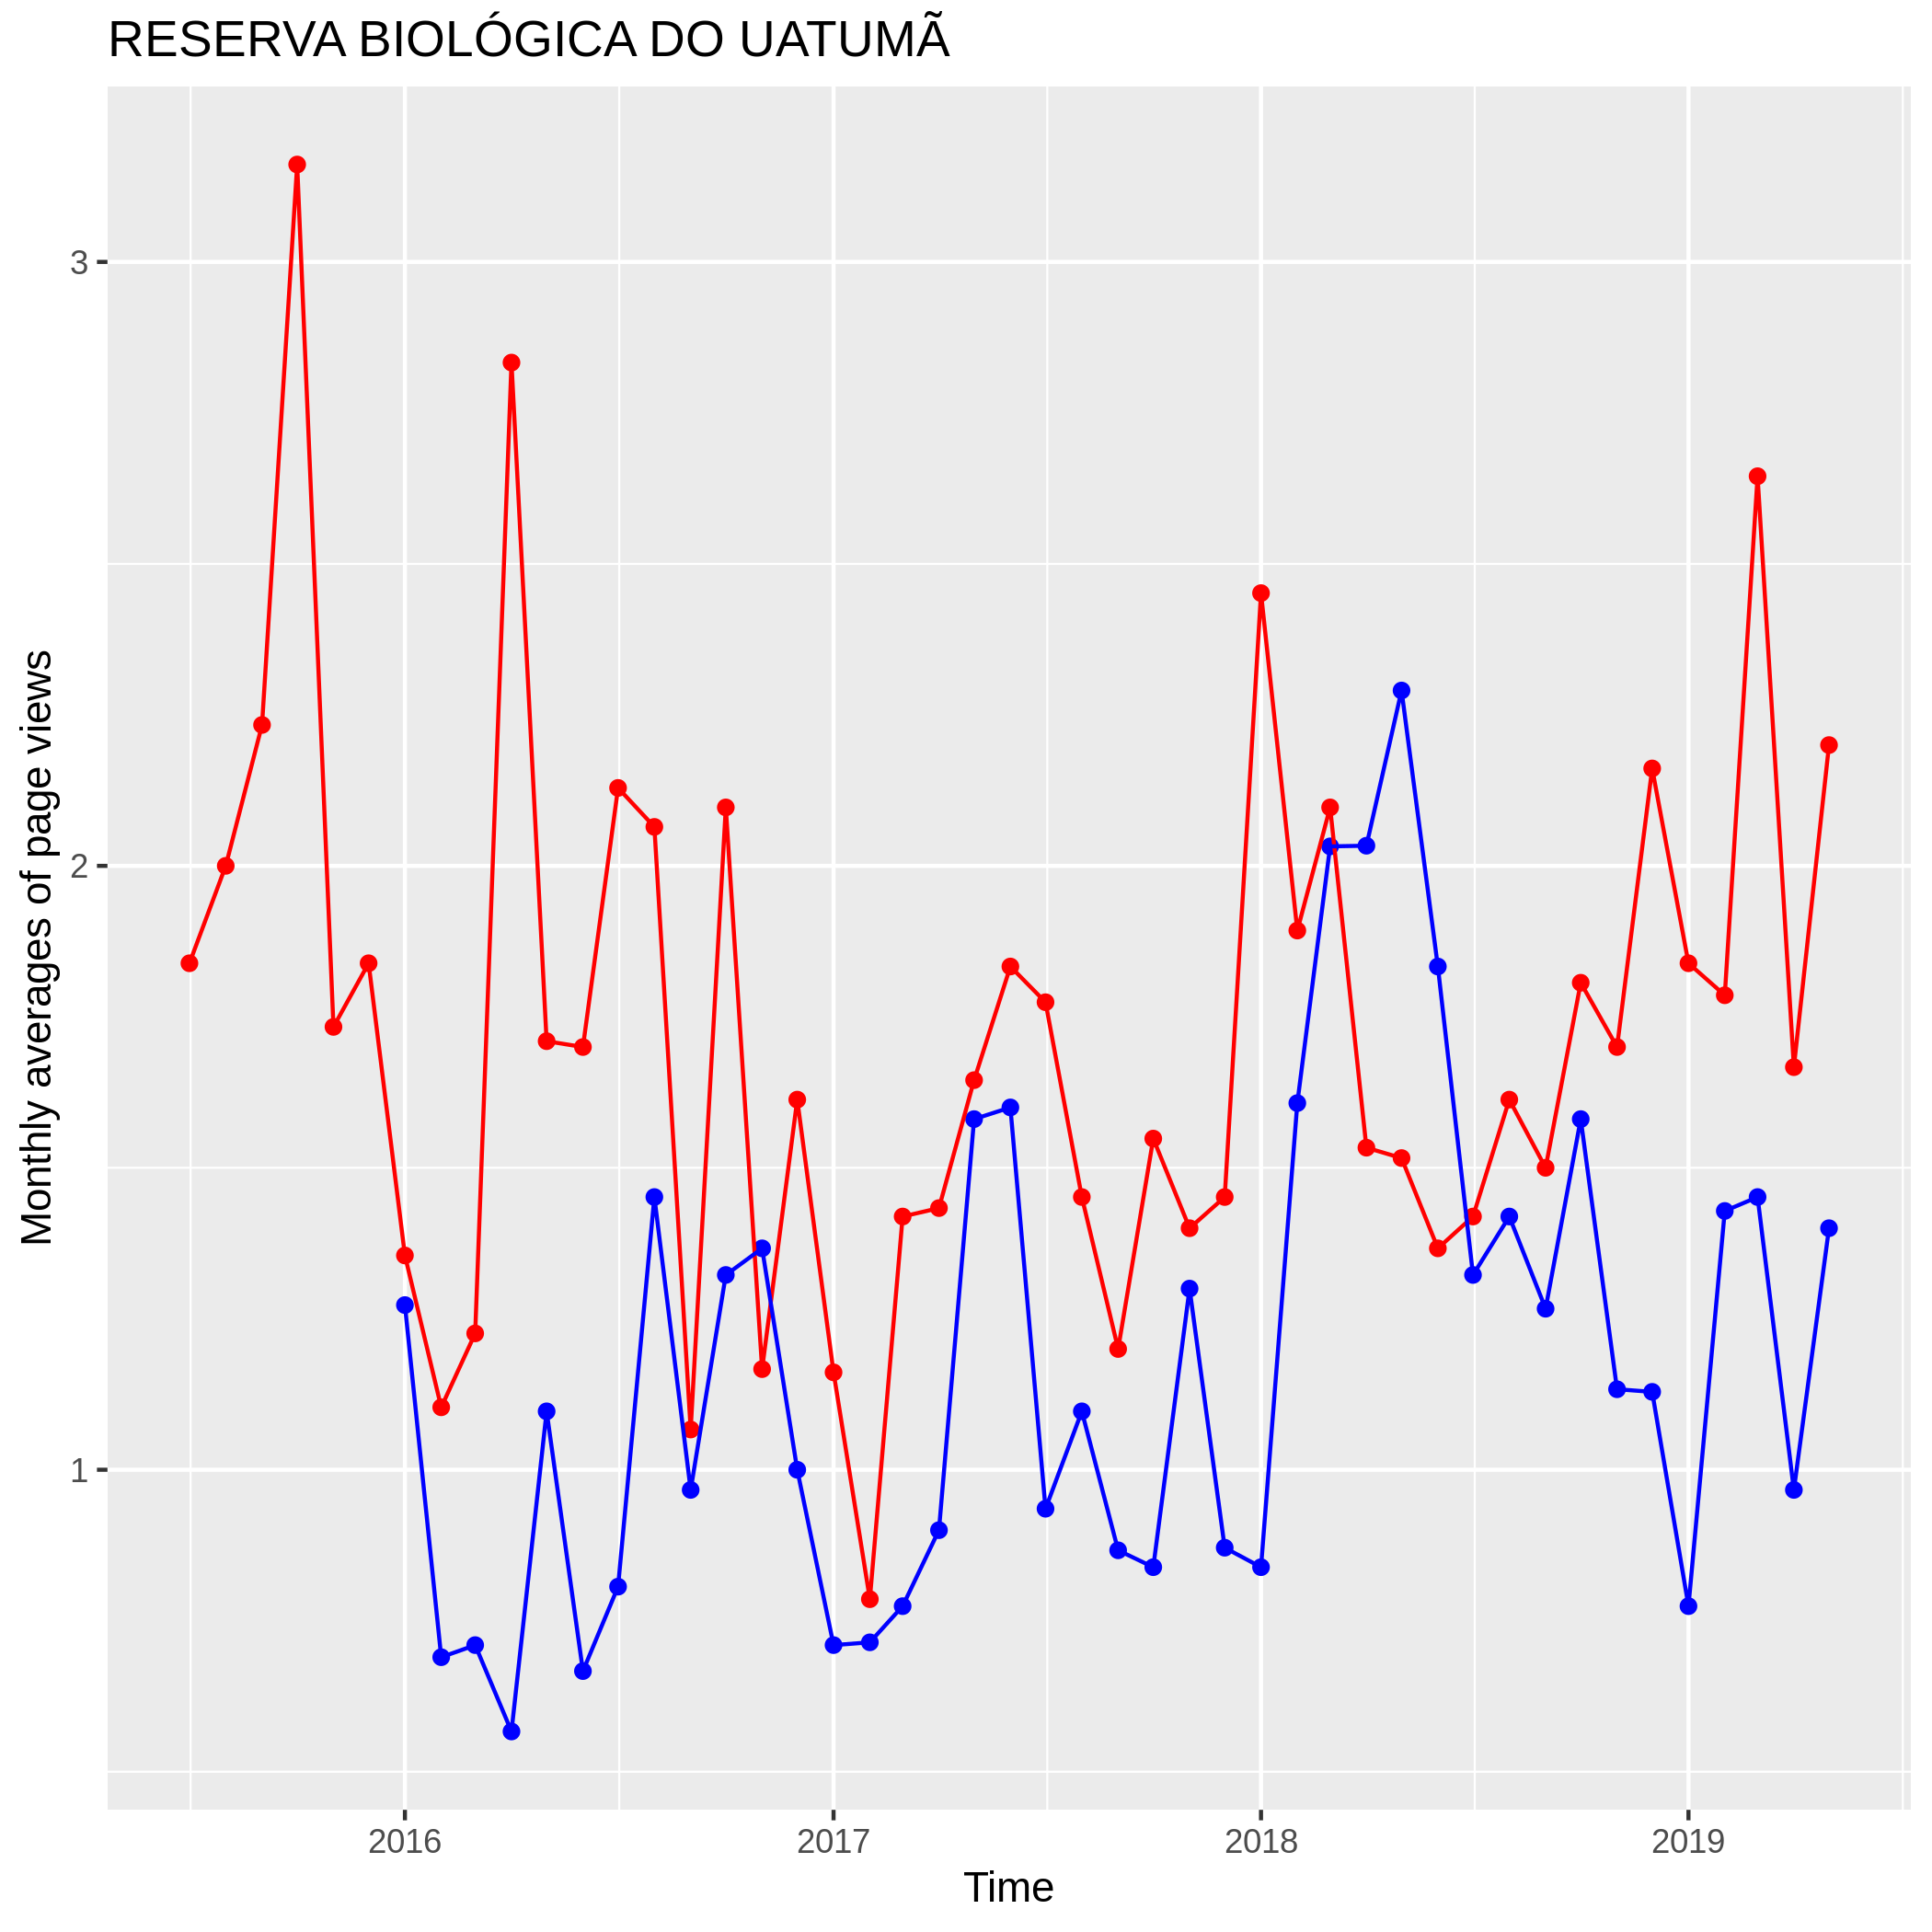 RESERVA BIOLÓGICA DO UATUMÃ
Monthly averages of page views
3
2
1
2016
2017
2018
2019
Time